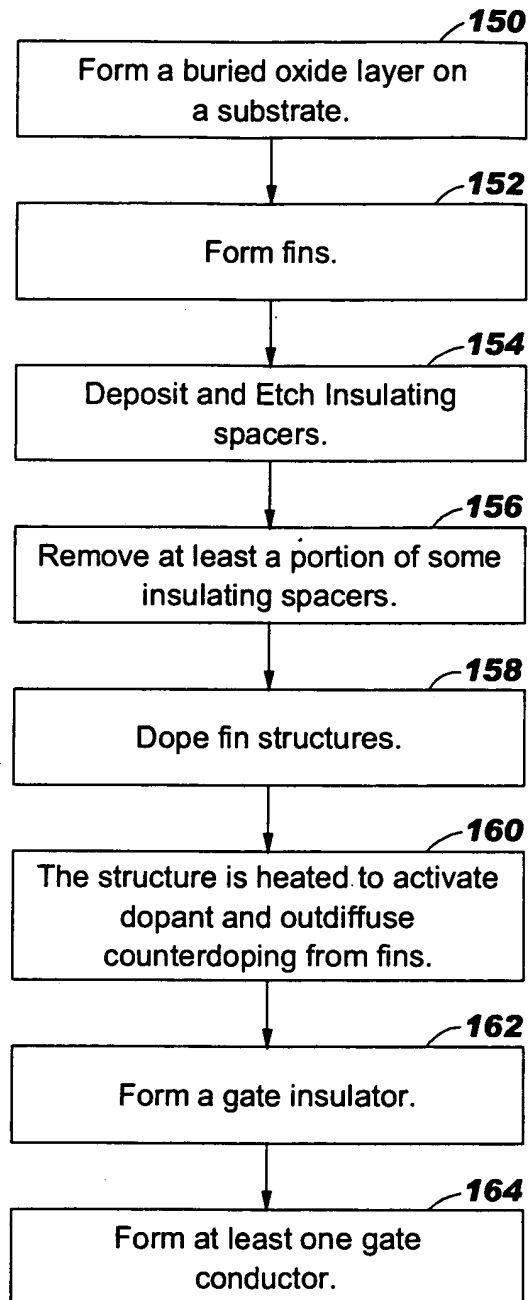 150
Form a buried oxide layer on
a substrate.
152
Form fins.
154
Deposit and Etch Insulating
spacers.
156
Remove at least a portion of some
insulating spacers.
158
Dope fin structures.
160
The structure is heated to activate
dopant and outdiffuse
counterdoping from fins.
162
Form a gate insulator.
164
Form at least one gate
conductor.